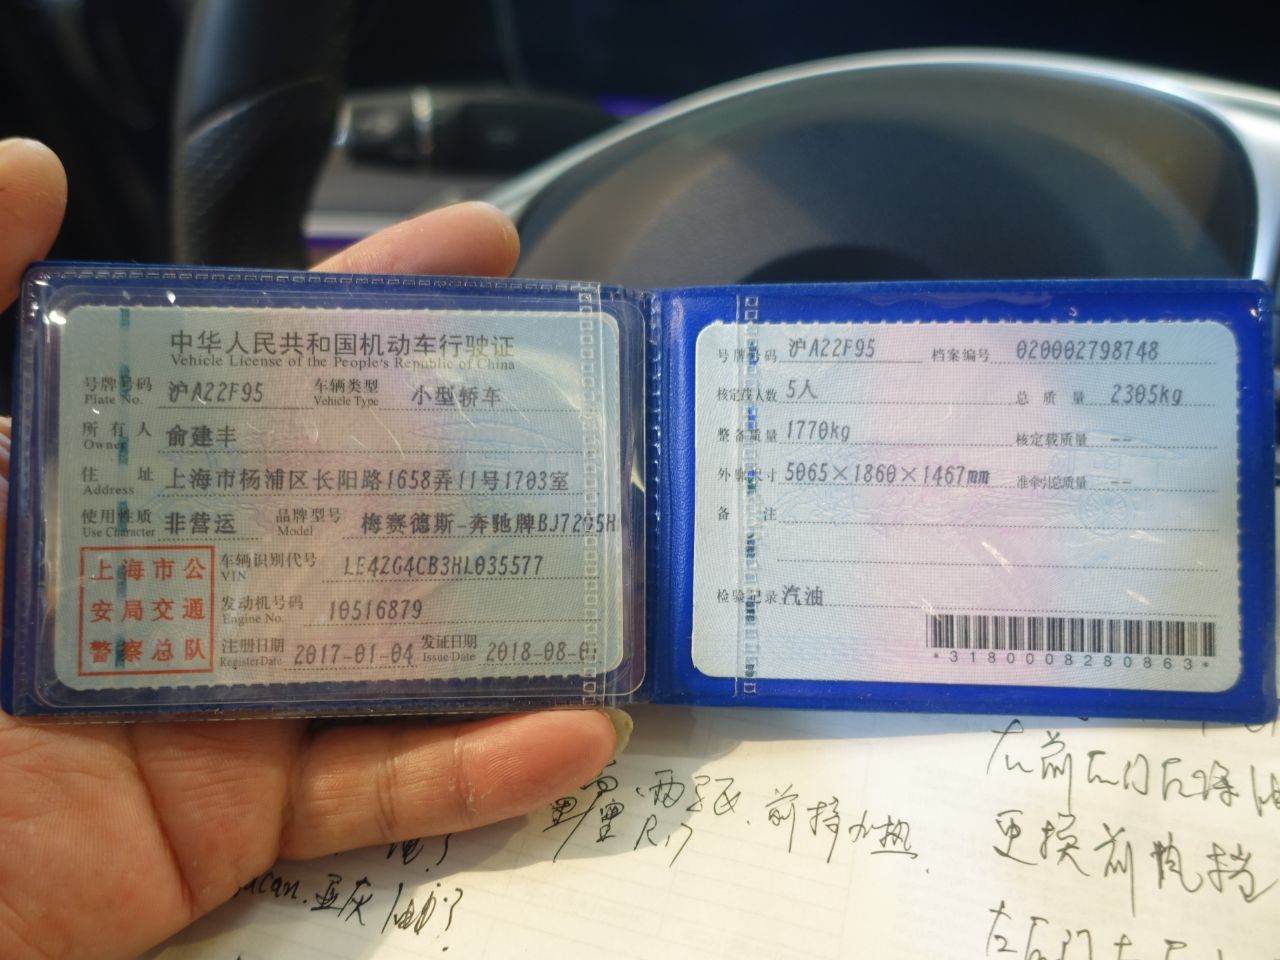 中华人民共和国机动车行驶证
Vehicle License of the People's Republic of China
号牌号码 沪A22F95 车辆类型 小型轿车
Plate No. Vehicle Type
所有人 俞建丰
Owner
住址 上海市杨浦区长阳路1658弄11号1703室
Address
使用性质 非营运 品牌型号 梅赛德斯-奔驰牌BJ7205H
Use Character Model
车辆识别代号 LE42G4CB3HL035577
VIN
发动机号码 10516879
Engine No.
注册日期 2017-01-04 发证日期 2018-08-01
Register Date Issue Date
上海市公
安局交通
警察总队
号牌号码 沪A22F95 档案编号 020002798748
核定载人数 5人 总质量 2305kg
整备质量 1770kg 核定载质量 --
外廓尺寸 5065×1860×1467mm 准牵引总质量 --
备注
检验记录 汽油
*3180008280863*
左前左门左
更换前风挡
前排加热